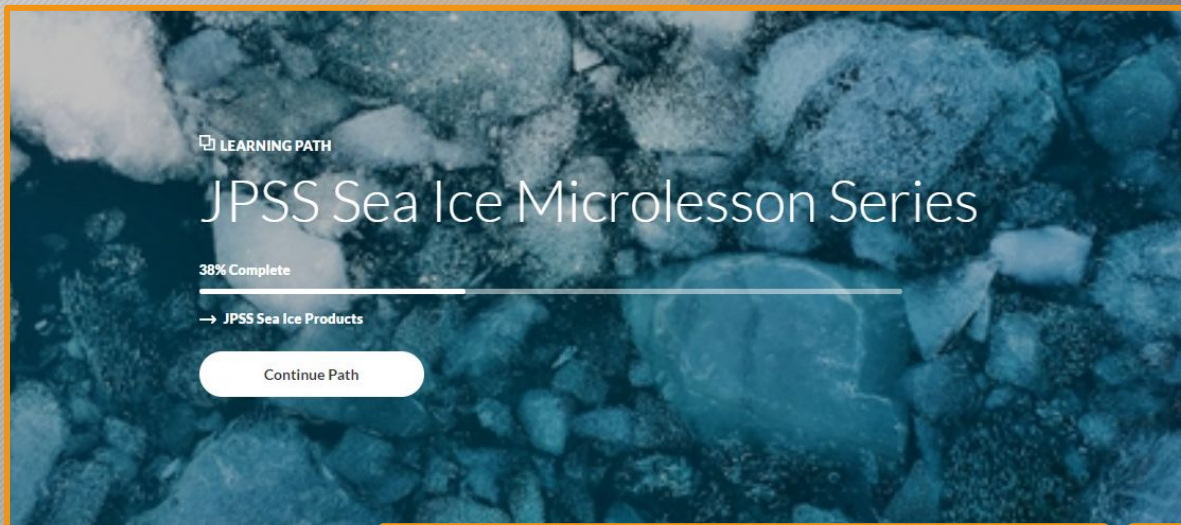 LEARNING PATH
JPSS Sea Ice Microlesson Series
38% Complete
→ JPSS Sea Ice Products
Continue Path